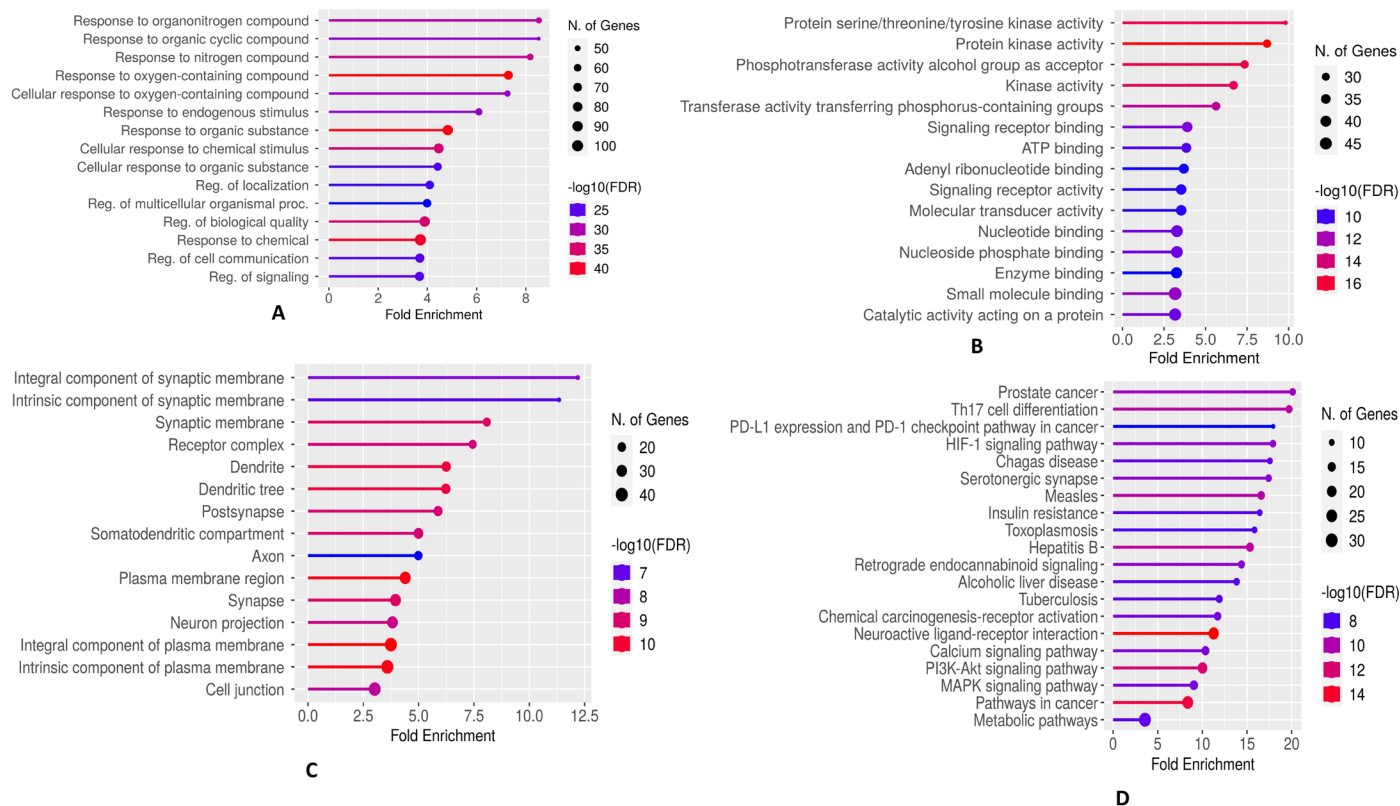 Response to organonitrogen compound
Response to organic cyclic compound
Response to nitrogen compound
Response to oxygen-containing compound
Cellular response to oxygen-containing compound
Response to endogenous stimulus
Response to organic substance
Cellular response to chemical stimulus
Cellular response to organic substance
Reg. of localization
Reg. of multicellular organismal proc.
Reg. of biological quality
Response to chemical
Reg. of cell communication
Reg. of signaling
0 2 4 6 8
Fold Enrichment
N. of Genes
50
60
70
80
90
100
-log10(FDR)
25
30
35
40
A
Protein serine/threonine/tyrosine kinase activity
Protein kinase activity
Phosphotransferase activity alcohol group as acceptor
Kinase activity
Transferase activity transferring phosphorus-containing groups
Signaling receptor binding
ATP binding
Adenyl ribonucleotide binding
Signaling receptor activity
Molecular transducer activity
Nucleotide binding
Nucleoside phosphate binding
Enzyme binding
Small molecule binding
Catalytic activity acting on a protein
0.0 2.5 5.0 7.5 10.0
Fold Enrichment
N. of Genes
30
35
40
45
-log10(FDR)
10
12
14
16
B
Integral component of synaptic membrane
Intrinsic component of synaptic membrane
Synaptic membrane
Receptor complex
Dendrite
Dendritic tree
Postsynapse
Somatodendritic compartment
Axon
Plasma membrane region
Synapse
Neuron projection
Integral component of plasma membrane
Intrinsic component of plasma membrane
Cell junction
0.0 2.5 5.0 7.5 10.0 12.5
Fold Enrichment
N. of Genes
20
30
40
-log10(FDR)
7
8
9
10
C
Prostate cancer
Th17 cell differentiation
PD-L1 expression and PD-1 checkpoint pathway in cancer
HIF-1 signaling pathway
Chagas disease
Serotonergic synapse
Measles
Insulin resistance
Toxoplasmosis
Hepatitis B
Retrograde endocannabinoid signaling
Alcoholic liver disease
Tuberculosis
Chemical carcinogenesis-receptor activation
Neuroactive ligand-receptor interaction
Calcium signaling pathway
PI3K-Akt signaling pathway
MAPK signaling pathway
Pathways in cancer
Metabolic pathways
0 5 10 15 20
Fold Enrichment
N. of Genes
10
15
20
25
30
-log10(FDR)
8
10
12
14
D